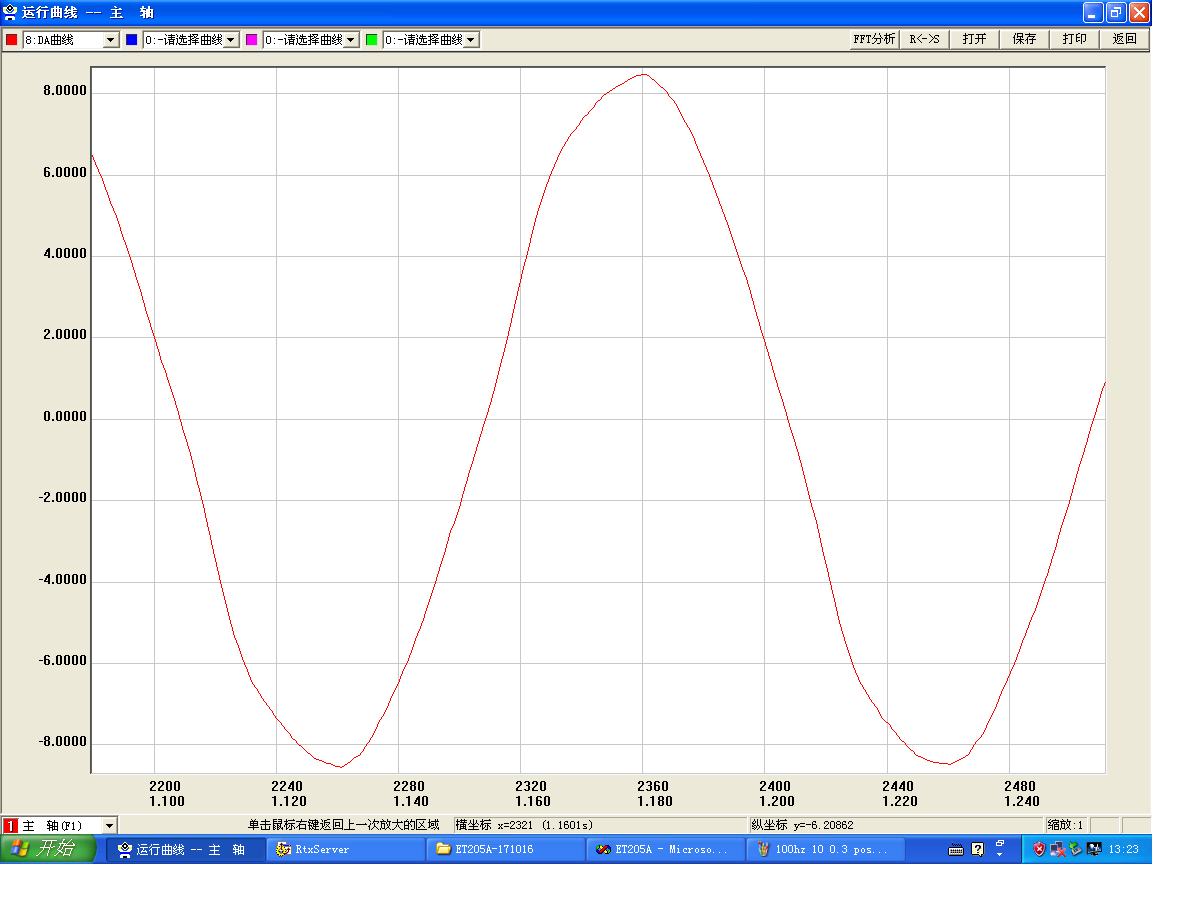 运行曲线 -- 主 轴
8:DA曲线 0:-请选择曲线 0:-请选择曲线 0:-请选择曲线 FFT分析 R<->S 打开 保存 打印 返回
8.0000
6.0000
4.0000
2.0000
0.0000
-2.0000
-4.0000
-6.0000
-8.0000
2200 2240 2280 2320 2360 2400 2440 2480
1.100 1.120 1.140 1.160 1.180 1.200 1.220 1.240
1 主 轴(F1) 单击鼠标右键返回上一次放大的区域 横坐标 x=2321 (1.1601s) 纵坐标 y=-6.20862 缩放:1
开始 运行曲线 -- 主 轴 RtxServer ET205A-171016 ET205A - Microso... 100hz 10 0.3 pos... 13:23